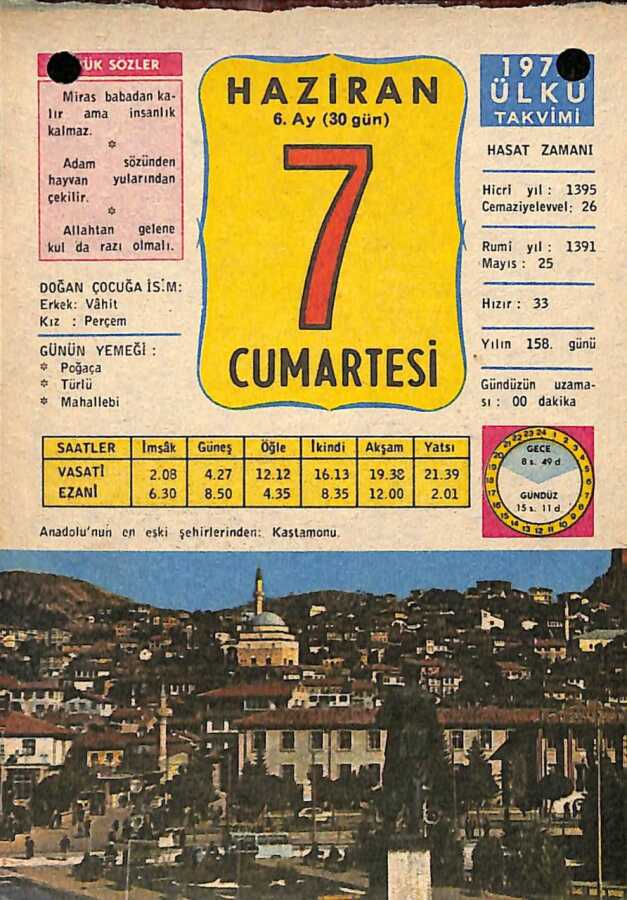 ÜK SÖZLER
Miras babadan ka-
lır ama insanlık
kalmaz.
Adam sözünden
hayvan yularından
çekilir.
Allahtan gelene
kul da razı olmalı.
DOĞAN ÇOCUĞA İSİM:
Erkek: Vâhit
Kız : Perçem
GÜNÜN YEMEĞİ :
Poğaça
Türlü
Mahallebi
HAZİRAN
6. Ay (30 gün)
7
CUMARTESİ
197
ÜLKÜ
TAKVİMİ
HASAT ZAMANI
Hicri yıl : 1395
Cemaziyelevvel: 26
Rumi yıl : 1391
Mayıs : 25
Hızır : 33
Yılın 158. günü
Gündüzün uzama-
sı : 00 dakika
SAATLER İmsâk Güneş Öğle İkindi Akşam Yatsı
VASATİ 2.08 4.27 12.12 16.13 19.38 21.39
EZANİ 6.30 8.50 4.35 8.35 12.00 2.01
GECE
8 s. 49 d
GÜNDÜZ
15 s. 11 d
Anadolu'nun en eski şehirlerinden: Kastamonu.